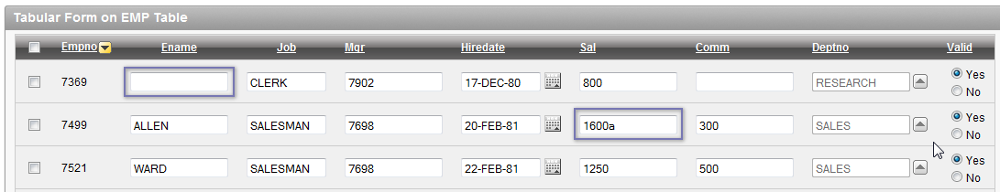 Tabular Form on EMP Table
Empno Ename Job Mgr Hiredate Sal Comm Deptno Valid
7369 CLERK 7902 17-DEC-80 800 RESEARCH Yes
No
7499 ALLEN SALESMAN 7698 20-FEB-81 1600a 300 SALES Yes
No
7521 WARD SALESMAN 7698 22-FEB-81 1250 500 SALES Yes
No